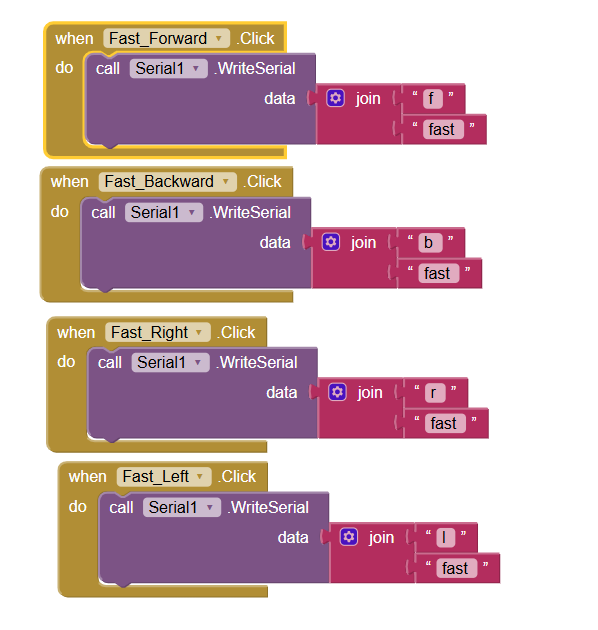 when Fast_Forward .Click
do call Serial1 .WriteSerial
data join “ f ”
“ fast ”
when Fast_Backward .Click
do call Serial1 .WriteSerial
data join “ b ”
“ fast ”
when Fast_Right .Click
do call Serial1 .WriteSerial
data join “ r ”
“ fast ”
when Fast_Left .Click
do call Serial1 .WriteSerial
data join “ l ”
“ fast ”